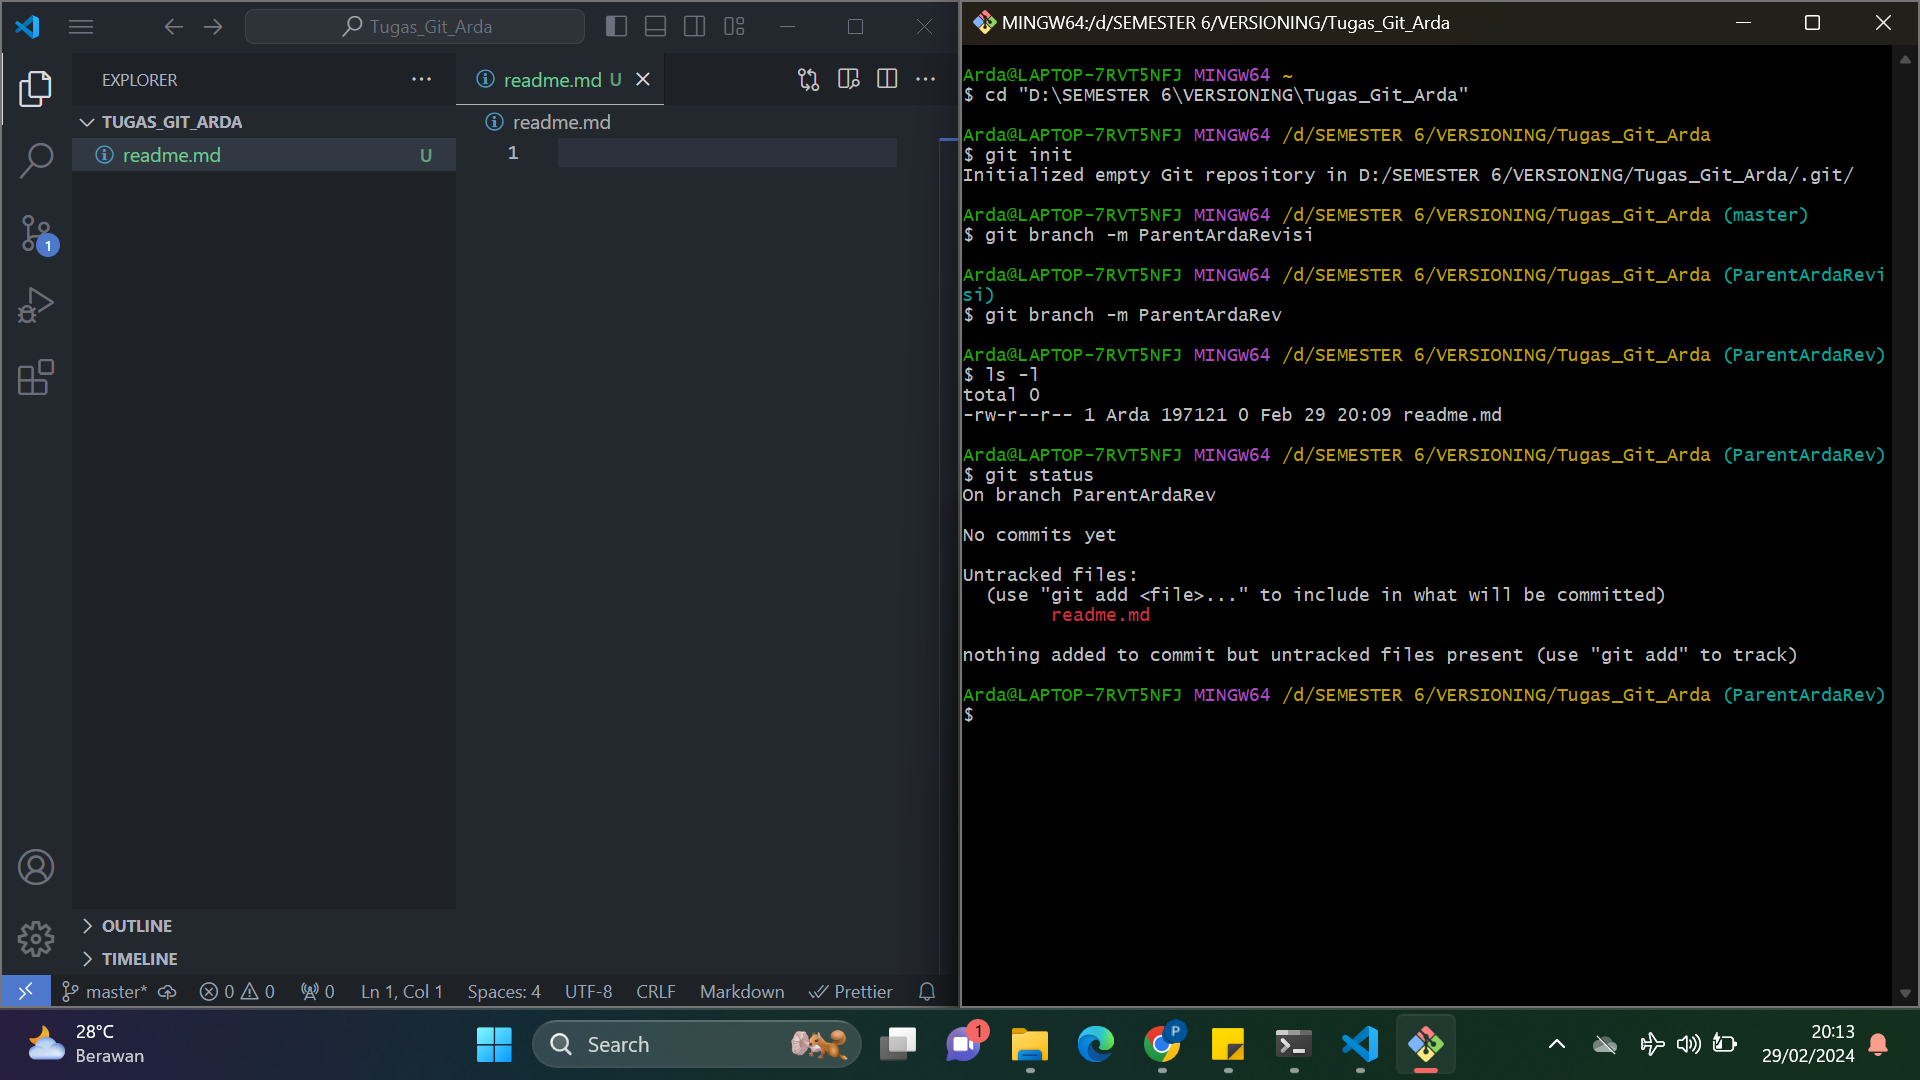 Tugas_Git_Arda
EXPLORER
TUGAS_GIT_ARDA
readme.md U
OUTLINE
TIMELINE
readme.md U
readme.md
1
1
master*
0 0
0
Ln 1, Col 1
Spaces: 4
UTF-8
CRLF
Markdown
Prettier
MINGW64:/d/SEMESTER 6/VERSIONING/Tugas_Git_Arda
Arda@LAPTOP-7RVT5NFJ MINGW64 ~
$ cd "D:\SEMESTER 6\VERSIONING\Tugas_Git_Arda"
Arda@LAPTOP-7RVT5NFJ MINGW64 /d/SEMESTER 6/VERSIONING/Tugas_Git_Arda
$ git init
Initialized empty Git repository in D:/SEMESTER 6/VERSIONING/Tugas_Git_Arda/.git/
Arda@LAPTOP-7RVT5NFJ MINGW64 /d/SEMESTER 6/VERSIONING/Tugas_Git_Arda (master)
$ git branch -m ParentArdaRevisi
Arda@LAPTOP-7RVT5NFJ MINGW64 /d/SEMESTER 6/VERSIONING/Tugas_Git_Arda (ParentArdaRevi
si)
$ git branch -m ParentArdaRev
Arda@LAPTOP-7RVT5NFJ MINGW64 /d/SEMESTER 6/VERSIONING/Tugas_Git_Arda (ParentArdaRev)
$ ls -l
total 0
-rw-r--r-- 1 Arda 197121 0 Feb 29 20:09 readme.md
Arda@LAPTOP-7RVT5NFJ MINGW64 /d/SEMESTER 6/VERSIONING/Tugas_Git_Arda (ParentArdaRev)
$ git status
On branch ParentArdaRev
No commits yet
Untracked files:
(use "git add <file>..." to include in what will be committed)
readme.md
nothing added to commit but untracked files present (use "git add" to track)
Arda@LAPTOP-7RVT5NFJ MINGW64 /d/SEMESTER 6/VERSIONING/Tugas_Git_Arda (ParentArdaRev)
$
28°C
Berawan
Search
1
P
20:13
29/02/2024